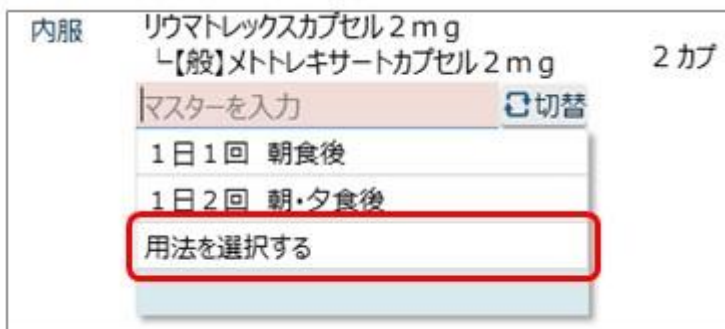 内服 リウマトレックスカプセル２ｍｇ
└【般】メトトレキサートカプセル２ｍｇ 2 カプ
マスターを入力 切替
１日１回 朝食後
１日２回 朝・夕食後
用法を選択する